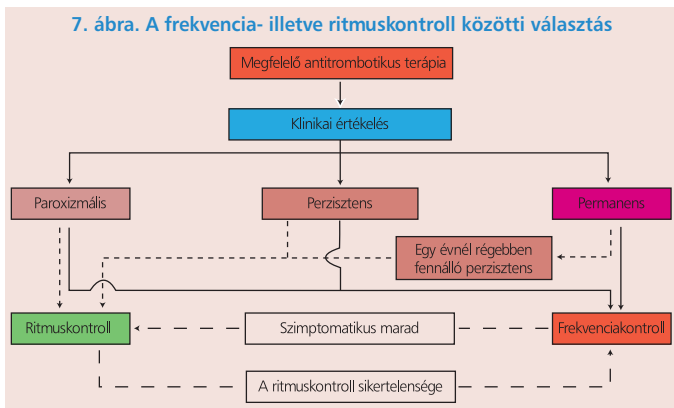 7. ábra. A frekvencia- illetve ritmuskontroll közötti választás
Megfelelő antitrombotikus terápia
Klinikai értékelés
Paroxizmális
Perzisztens
Permanens
Egy évnél régebben
fennálló perzisztens
Ritmuskontroll
Szimptomatikus marad
Frekvenciakontroll
A ritmuskontroll sikertelensége